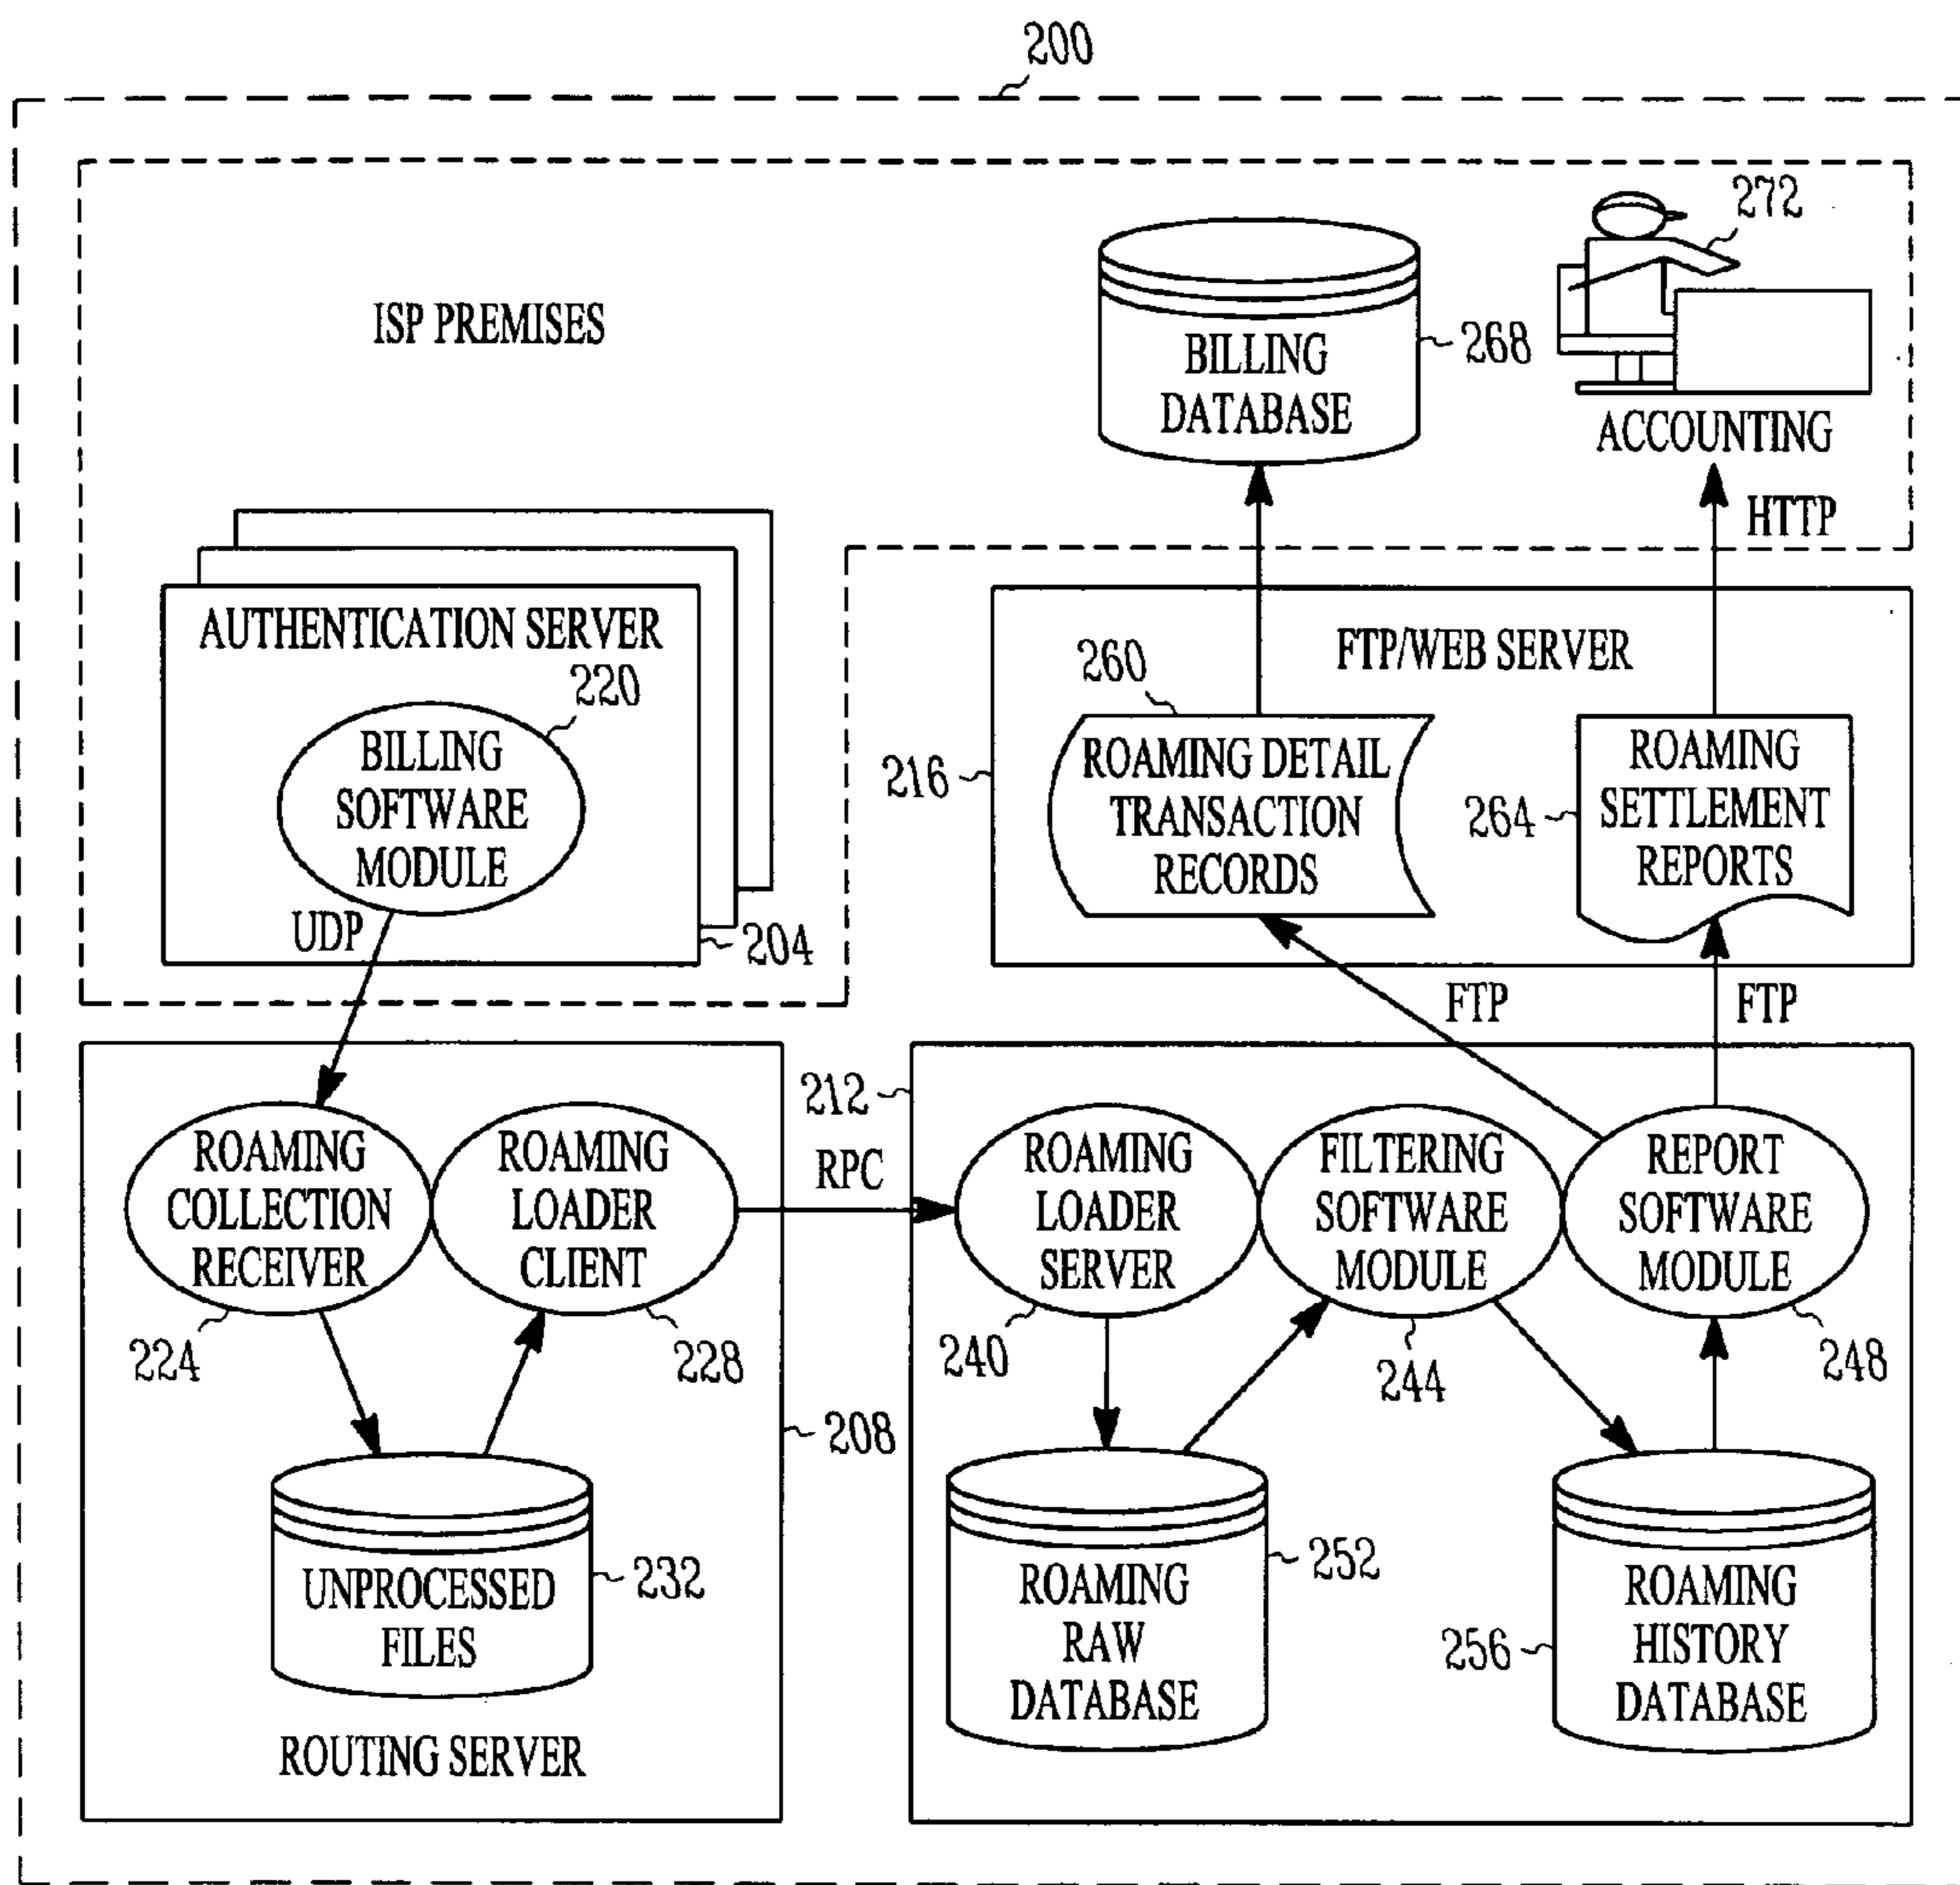 200
272
ISP PREMISES
BILLING
DATABASE
268
ACCOUNTING
HTTP
AUTHENTICATION SERVER
220
BILLING
SOFTWARE
MODULE
UDP
204
FTP/WEB SERVER
260
216
ROAMING DETAIL
TRANSACTION
RECORDS
264
ROAMING
SETTLEMENT
REPORTS
FTP
FTP
212
ROAMING
COLLECTION
RECEIVER
224
ROAMING
LOADER
CLIENT
228
RPC
ROAMING
LOADER
SERVER
240
FILTERING
SOFTWARE
MODULE
244
REPORT
SOFTWARE
MODULE
248
208
UNPROCESSED
FILES
232
ROUTING SERVER
ROAMING
RAW
DATABASE
252
ROAMING
HISTORY
DATABASE
256